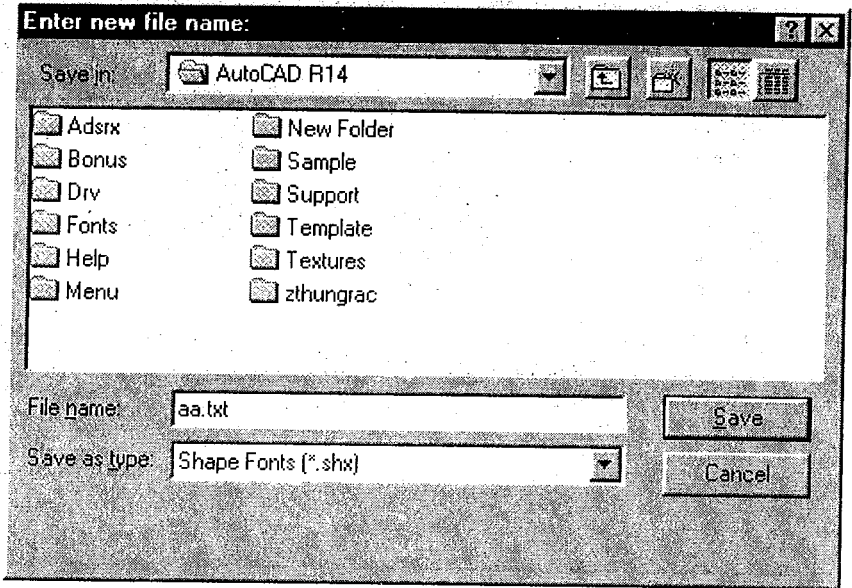 Enter new file name:
Save in: AutoCAD R14
Adsrx New Folder
Bonus Sample
Drv Support
Fonts Template
Help Textures
Menu zthungrac
File name: aa.txt Save
Save as type: Shape Fonts (*.shx) Cancel